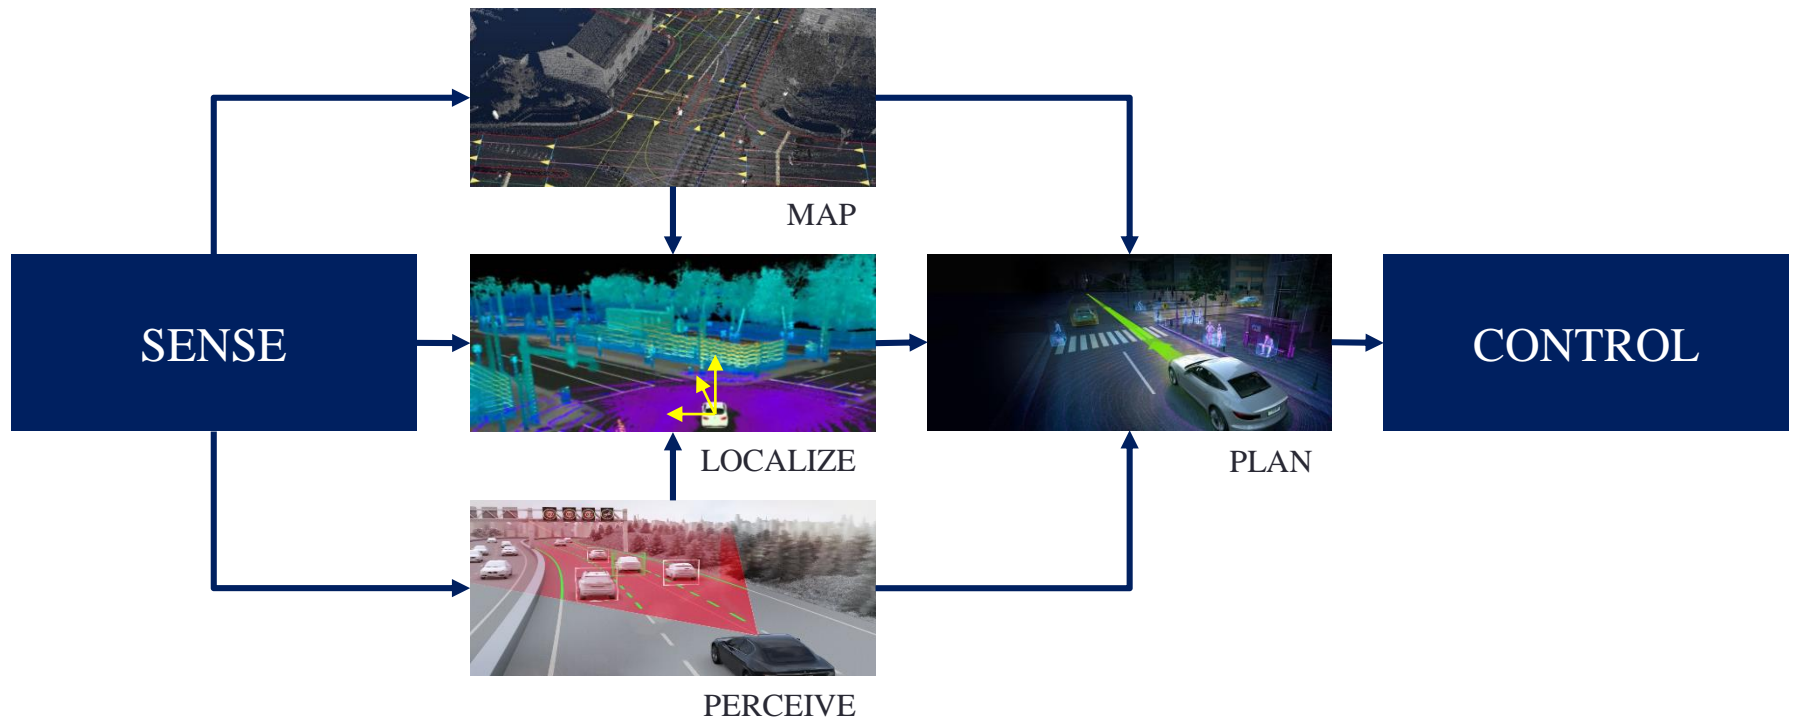 MAP
SENSE
CONTROL
LOCALIZE
PLAN
PERCEIVE